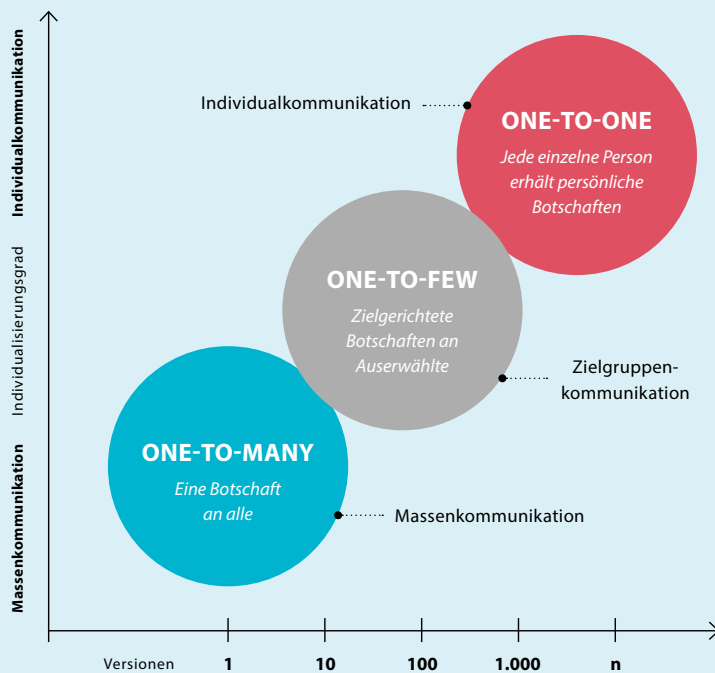 Individualkommunikation
Individualisierungsgrad
Massenkommunikation
Individualkommunikation
ONE-TO-ONE
Jede einzelne Person
erhält persönliche
Botschaften
ONE-TO-FEW
Zielgerichtete
Botschaften an
Auserwählte
Zielgruppen-
kommunikation
ONE-TO-MANY
Eine Botschaft
an alle
Massenkommunikation
Versionen 1 10 100 1.000 n